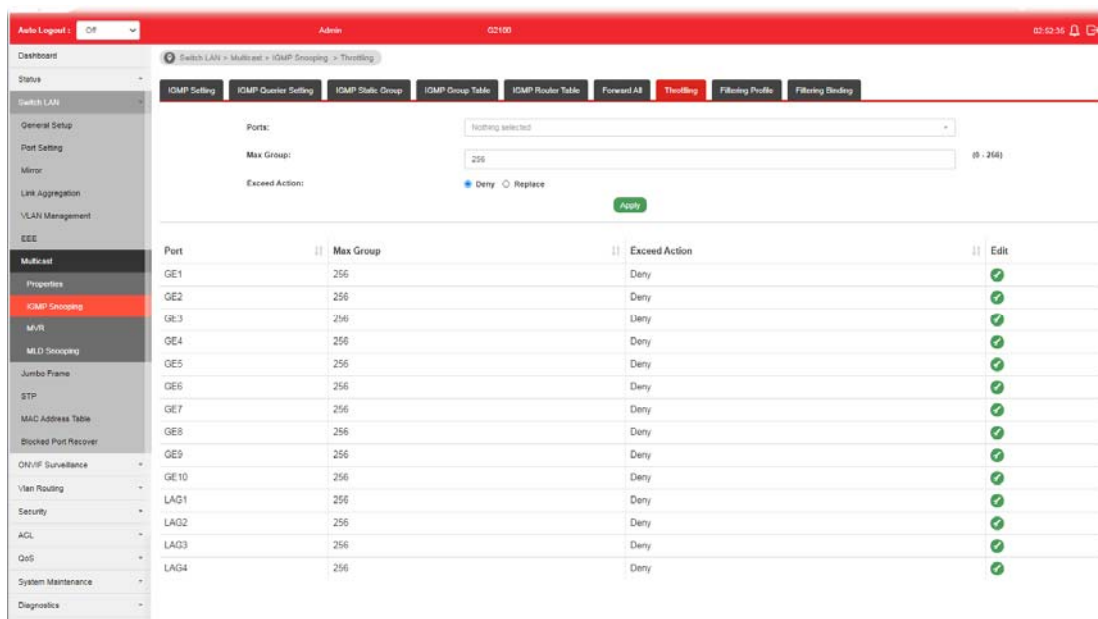 Auto Logout : Off Admin G2100 02:52:35
Dashboard
Status
Switch LAN
General Setup
Port Setting
Mirror
Link Aggregation
VLAN Management
EEE
Multicast
Properties
IGMP Snooping
MVR
MLD Snooping
Jumbo Frame
STP
MAC Address Table
Blocked Port Recover
ONVIF Surveillance
Vlan Routing
Security
ACL
QoS
System Maintenance
Diagnostics
Switch LAN > Multicast > IGMP Snooping > Throttling
IGMP Setting IGMP Querier Setting IGMP Static Group IGMP Group Table IGMP Router Table Forward All Throttling Filtering Profile Filtering Binding
Ports: Nothing selected
Max Group: 256 (0 - 256)
Exceed Action: Deny Replace
Apply
Port Max Group Exceed Action Edit
GE1 256 Deny
GE2 256 Deny
GE3 256 Deny
GE4 256 Deny
GE5 256 Deny
GE6 256 Deny
GE7 256 Deny
GE8 256 Deny
GE9 256 Deny
GE10 256 Deny
LAG1 256 Deny
LAG2 256 Deny
LAG3 256 Deny
LAG4 256 Deny